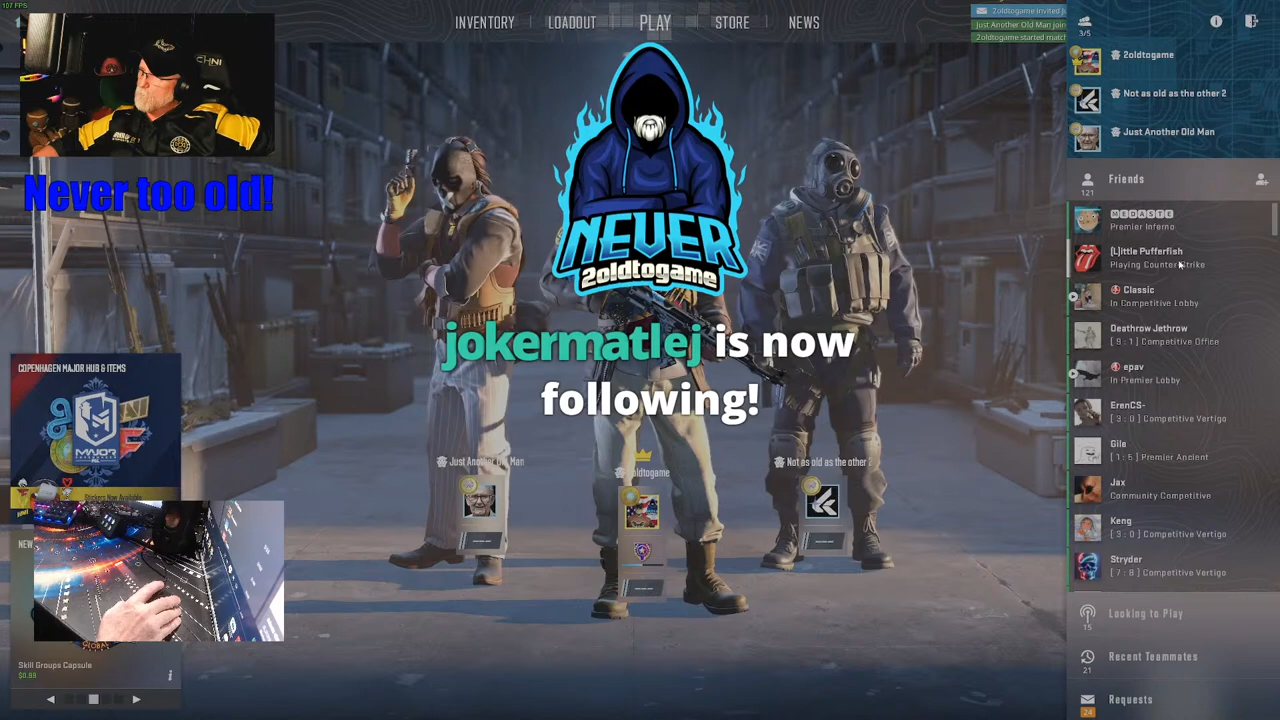 107 FPS
INVENTORY
LOADOUT
PLAY
STORE
NEWS
2oldtogame invited
Just Another Old Man join
2oldtogame started match
3/5
2oldtogame
Not as old as the other 2
Just Another Old Man
Never too old!
NEVER
2oldtogame
jokermatlej is now
following!
Friends
121
MEDASTE
Premier Inferno
(L)ittle Pufferfish
Playing Counter-Strike
Classic
In Competitive Lobby
Deathrow Jethrow
[ 9 : 1 ] Competitive Office
epav
In Premier Lobby
ErenCS-
[ 3 : 0 ] Competitive Vertigo
Gile
[ 1 : 5 ] Premier Ancient
Jax
Community Competitive
Keng
[ 3 : 0 ] Competitive Vertigo
Stryder
[ 7 : 8 ] Competitive Vertigo
Looking to Play
15
Recent Teammates
21
Requests
24
Just Another Old Man
2oldtogame
Not as old as the other 2
COPENHAGEN MAJOR HUB & ITEMS
MAJOR
Stickers Now Available
NEW
Skill Groups Capsule
$0.88